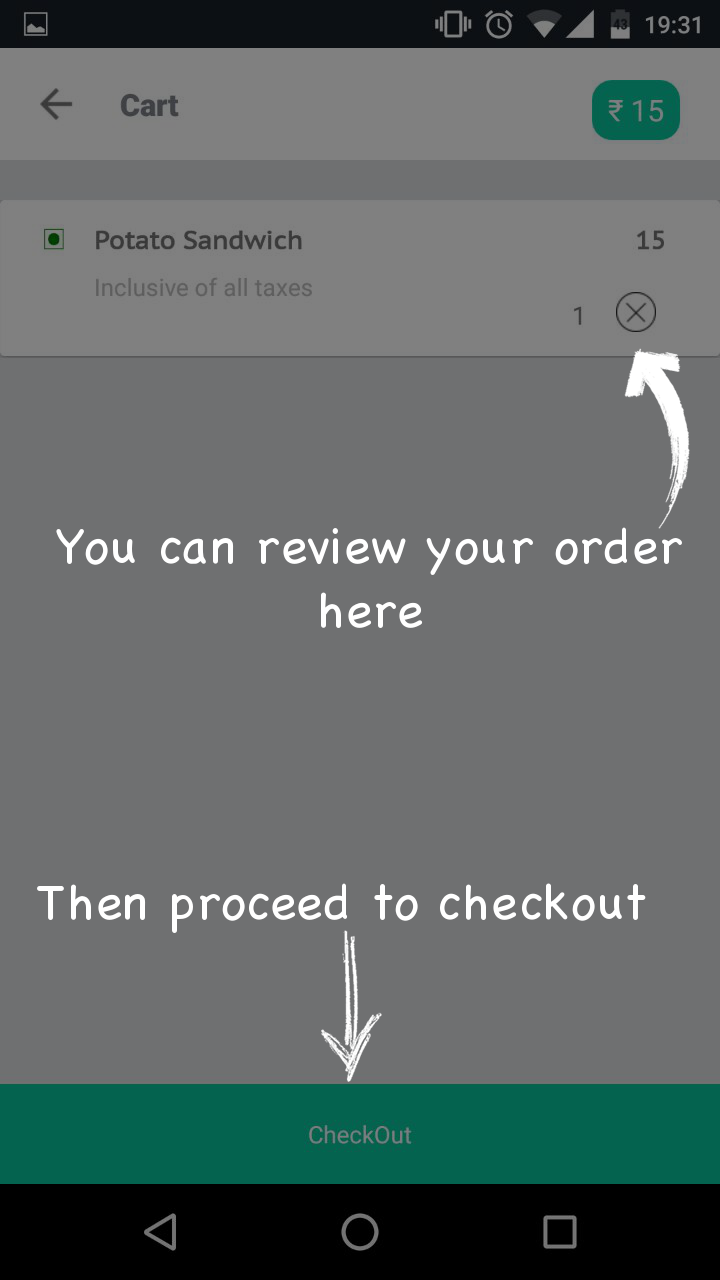 43 19:31
Cart ₹ 15
Potato Sandwich 15
Inclusive of all taxes
1
You can review your order
here
Then proceed to checkout
CheckOut